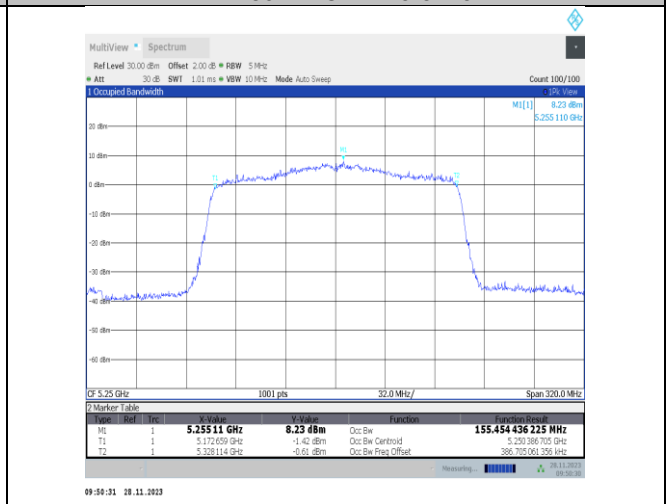 MultiView Spectrum
Ref Level 30.00 dBm Offset 2.00 dB RBW 5 MHz
Att 30 dB SWT 1.01 ms VBW 10 MHz Mode Auto Sweep Count 100/100
1 Occupied Bandwidth 1Pk View
M1[1] 8.23 dBm
5.255 110 GHz
20 dBm
M1
10 dBm
T1 T2
0 dBm
-10 dBm
-20 dBm
-30 dBm
-40 dBm
-50 dBm
-60 dBm
CF 5.25 GHz 1001 pts 32.0 MHz/ Span 320.0 MHz
2 Marker Table
Type Ref Trc X-Value Y-Value Function Function Result
M1 1 5.25511 GHz 8.23 dBm Occ Bw 155.454 436 225 MHz
T1 1 5.172 659 GHz -1.42 dBm Occ Bw Centroid 5.250 386 705 GHz
T2 1 5.328 114 GHz -0.61 dBm Occ Bw Freq Offset 386.705 061 356 kHz
Measuring... 28.11.2023
09:50:30
09:50:31 28.11.2023